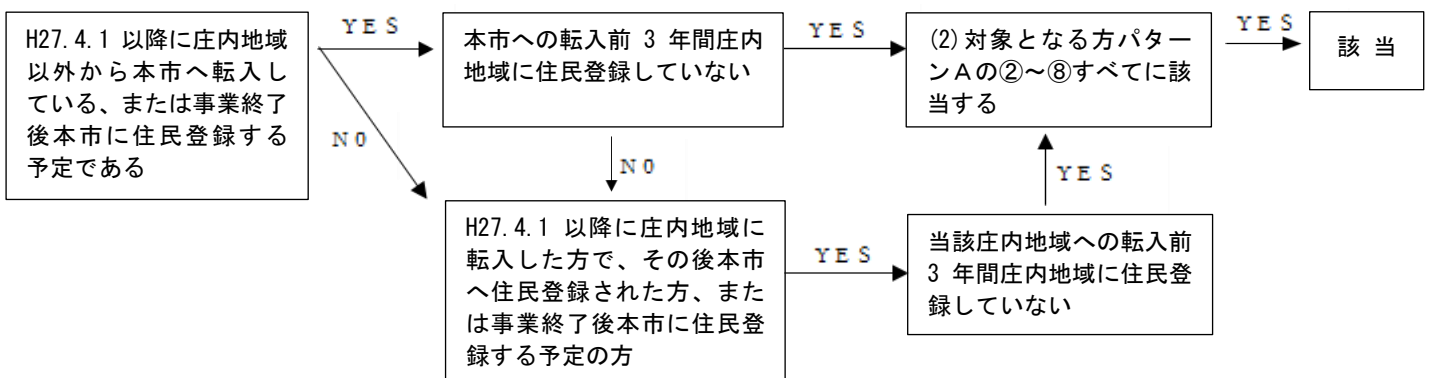 H27.4.1 以降に庄内地域
以外から本市へ転入し
ている、または事業終了
後本市に住民登録する
予定である
YES
NO
本市への転入前 3 年間庄内
地域に住民登録していない
YES
NO
(2)対象となる方パター
ンAの②～⑧すべてに該
当する
YES
該 当
H27.4.1 以降に庄内地域に
転入した方で、その後本市
へ住民登録された方、また
は事業終了後本市に住民登
録する予定の方
YES
当該庄内地域への転入前
3 年間庄内地域に住民登
録していない
YES